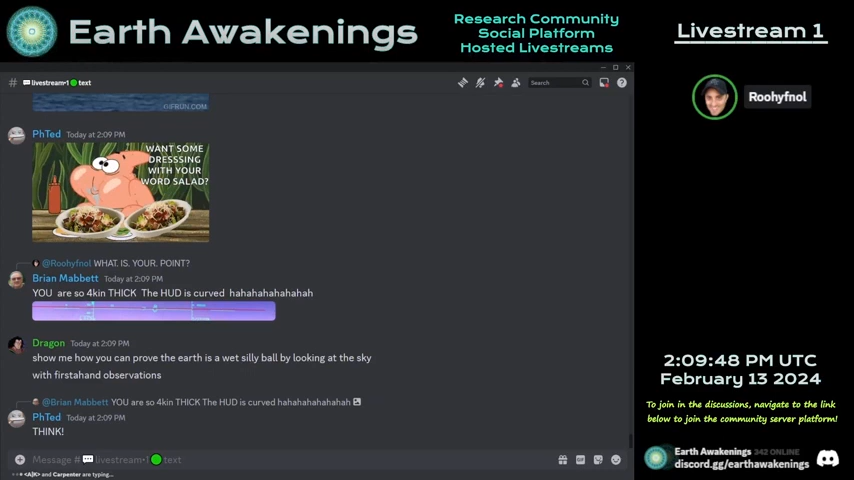 Earth Awakenings
Research Community
Social Platform
Hosted Livestreams
Livestream 1
# livestream-1 text
Search
GIFRUN.COM
PhTed Today at 2:09 PM
WANT SOME
DRESSSING
WITH YOUR
WORD SALAD?
@Roohyfnol WHAT. IS. YOUR. POINT?
Brian Mabbett Today at 2:09 PM
YOU are so 4kin THICK The HUD is curved hahahahahahahah
Dragon Today at 2:09 PM
show me how you can prove the earth is a wet silly ball by looking at the sky
with firstahand observations
@Brian Mabbett YOU are so 4kin THICK The HUD is curved hahahahahahahah
PhTed Today at 2:09 PM
THINK!
Message # livestream-1 text
<A|K> and Carpenter are typing...
Roohyfnol
2:09:48 PM UTC
February 13 2024
To join in the discussions, navigate to the link
below to join the community server platform!
Earth Awakenings 342 ONLINE
discord.gg/earthawakenings